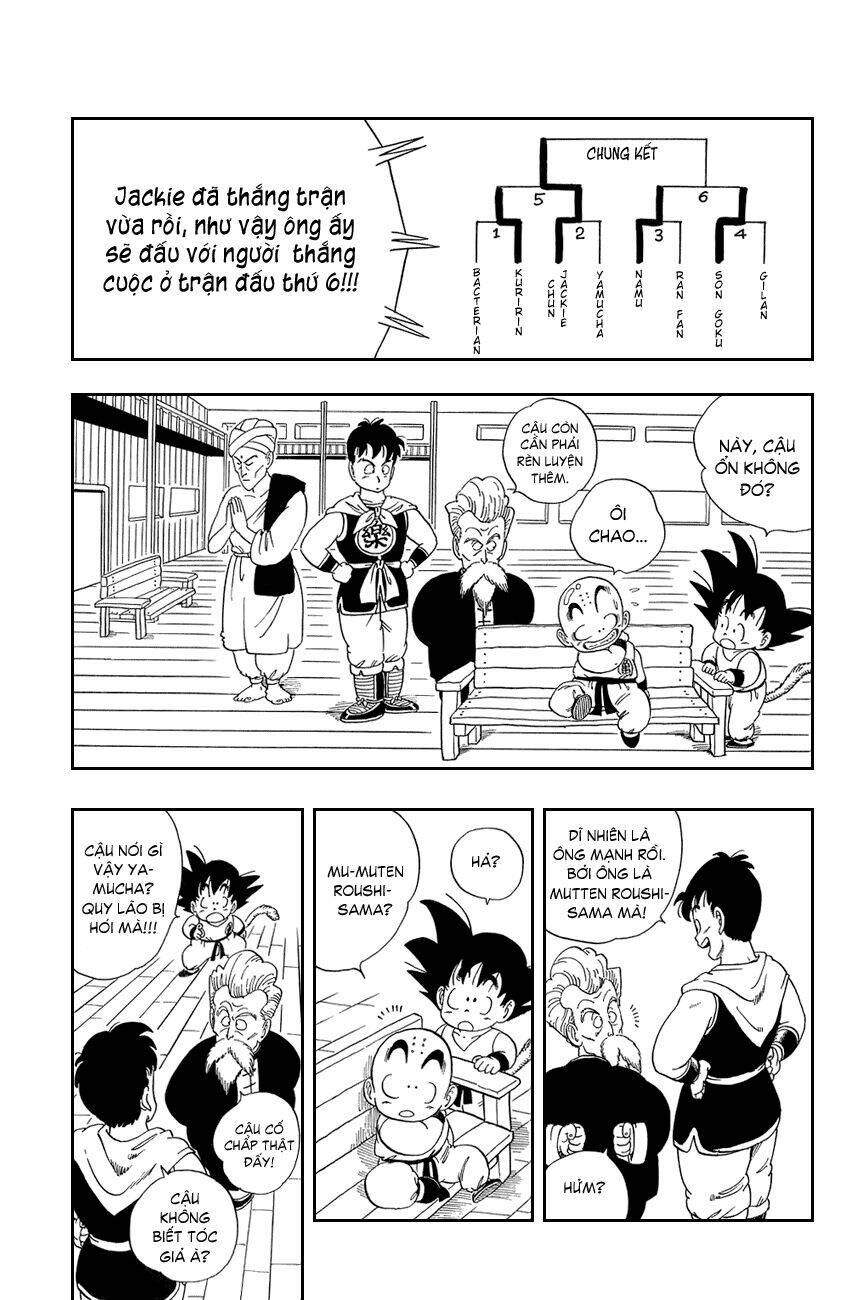 Jackie đã thắng trận
vừa rồi, như vậy ông ấy
sẽ đấu với người thắng
cuộc ở trận đấu thứ 6!!!
CHUNG KẾT
5
6
1
2
3
4
BACTERIAN
KURIRIN
JACKIE
CHUN
YAMUCHA
NAMU
RAN FAN
SON GOKU
GILAN
NÀY, CẬU
ỔN KHÔNG
ĐÓ?
ÔI
CHAO...
CẬU CÒN
CẦN PHẢI
RÈN LUYỆN
THÊM.
樂
DĨ NHIÊN LÀ
ÔNG MẠNH RỒI.
BỞI ÔNG LÀ
MUTTEN ROUSHI-
SAMA MÀ!
HỬM?
HẢ?
MU-MUTEN
ROUSHI-
SAMA?
CẬU NÓI GÌ
VẬY YA-
MUCHA?
QUY LÃO BỊ
HÓI MÀ!!!
CẬU CỐ
CHẤP THẬT
ĐẤY!
CẬU
KHÔNG
BIẾT TÓC
GIẢ À?